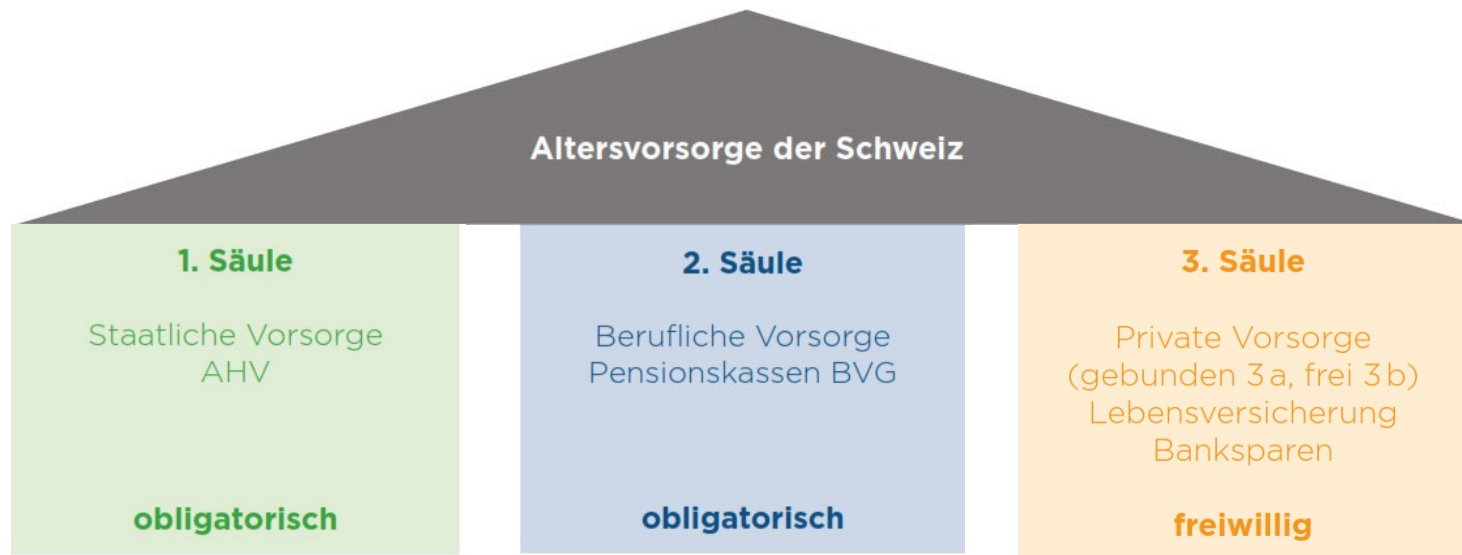 Altersvorsorge der Schweiz
1. Säule
Staatliche Vorsorge
AHV
obligatorisch
2. Säule
Berufliche Vorsorge
Pensionskassen BVG
obligatorisch
3. Säule
Private Vorsorge
(gebunden 3a, frei 3b)
Lebensversicherung
Banksparen
freiwillig